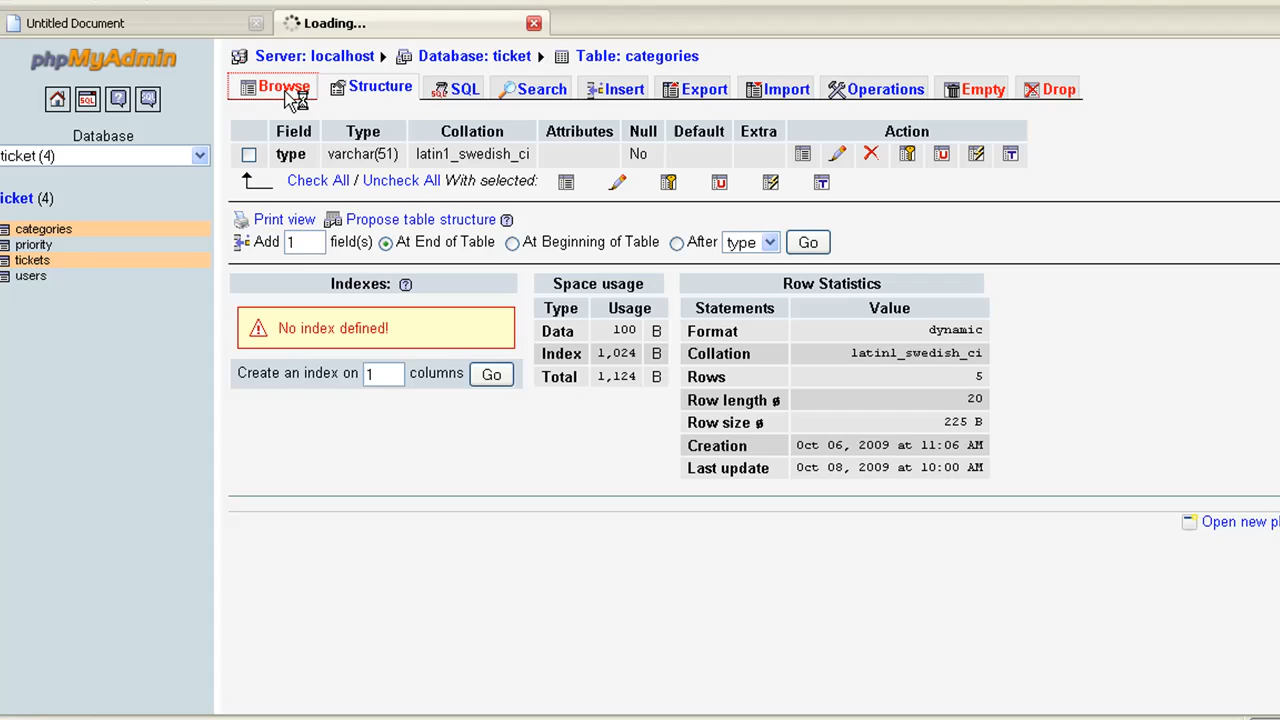 Untitled Document
Loading...
phpMyAdmin
Server: localhost Database: ticket Table: categories
Browse Structure SQL Search Insert Export Import Operations Empty Drop
SQL
Database
ticket (4)
icket (4)
categories
priority
tickets
users
Field Type Collation Attributes Null Default Extra Action
type varchar(51) latin1_swedish_ci No
Check All / Uncheck All With selected:
Print view Propose table structure
Add 1 field(s) At End of Table At Beginning of Table After type Go
Indexes:
No index defined!
Create an index on 1 columns Go
Space usage
Type Usage
Data 100 B
Index 1,024 B
Total 1,124 B
Row Statistics
Statements Value
Format dynamic
Collation latin1_swedish_ci
Rows 5
Row length ø 20
Row size ø 225 B
Creation Oct 06, 2009 at 11:06 AM
Last update Oct 08, 2009 at 10:00 AM
Open new pl